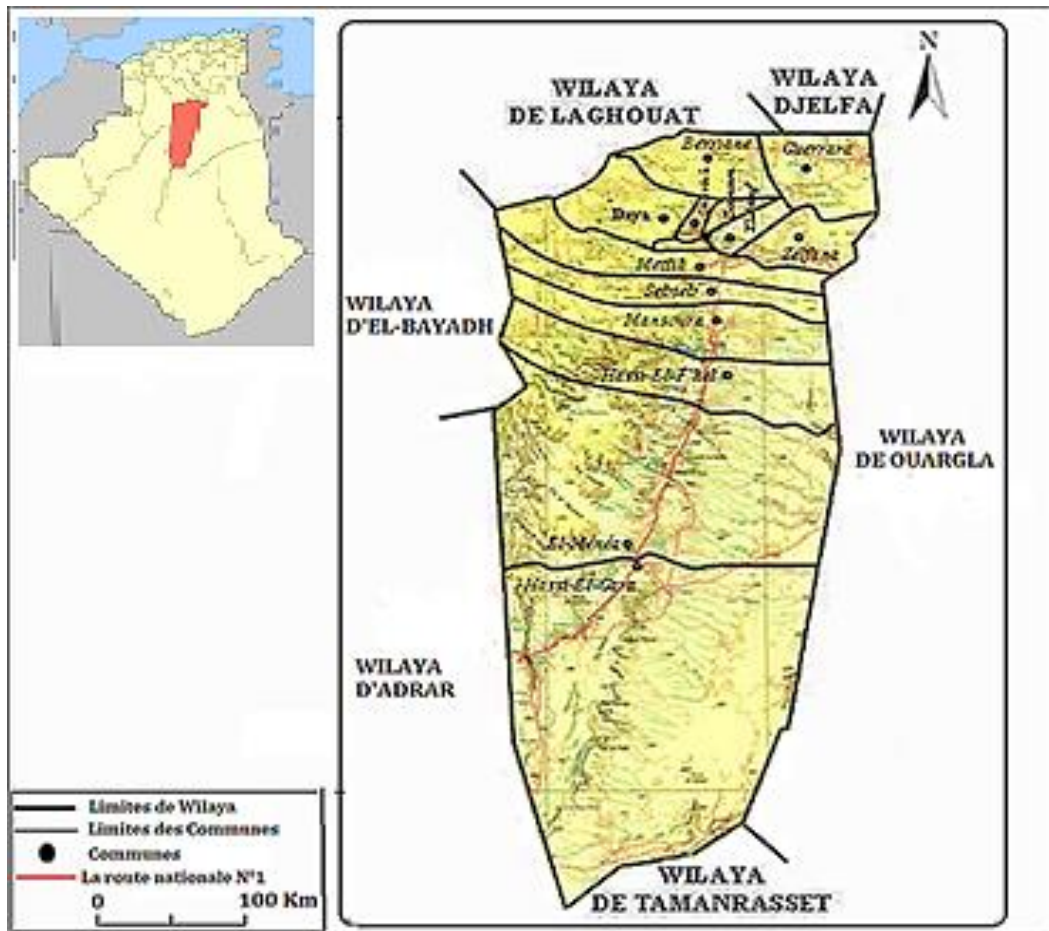 N
WILAYA
DE LAGHOUAT
WILAYA
DJELFA
Berriane
Guerrara
Daya
Zelfana
Metlili
Sebseb
Mansoura
WILAYA
D'EL-BAYADH
Hassi-El-F'hel
WILAYA
DE OUARGLA
El-Ménéa
Hassi-El-Gara
WILAYA
D'ADRAR
Limites de Wilaya
Limites des Communes
Communes
La route nationale N°1
0 100 Km
WILAYA
DE TAMANRASSET